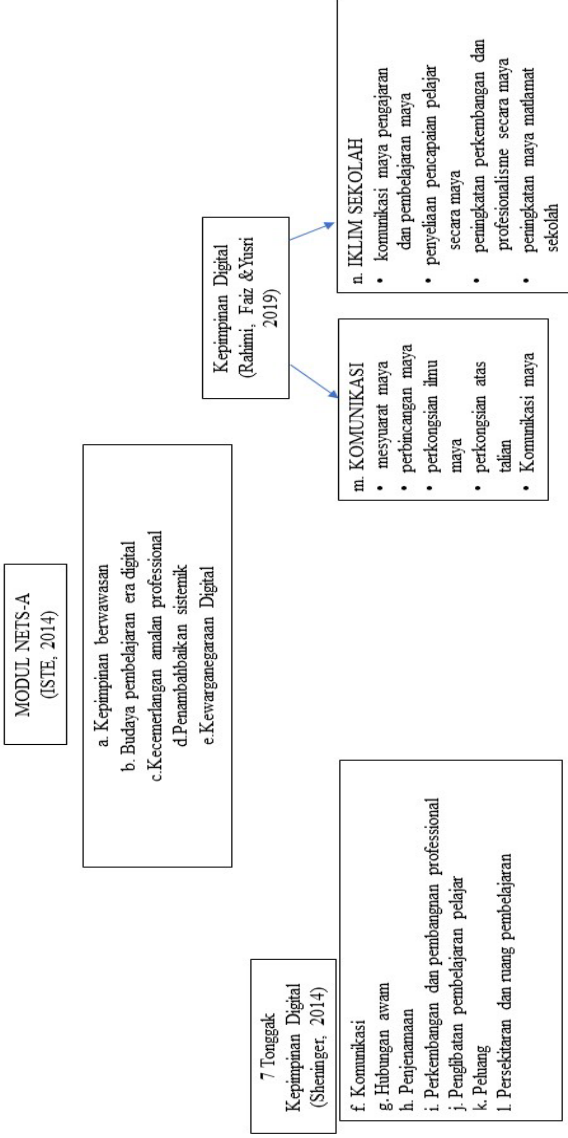 MODUL NETS-A
(ISTE, 2014)
a. Kepimpinan berwawasan
b. Budaya pembelajaran era digital
c.Kecemerlangan amalan professional
d.Penambahbaikan sistemik
e.Kewarganegaraan Digital
7 Tonggak
Kepimpinan Digital
(Sheninger, 2014)
f. Komunikasi
g. Hubungan awam
h. Penjenamaan
i. Perkembangan dan pembangnan professional
j. Penglibatan pembelajaran pelajar
k. Peluang
l. Persekitaran dan ruang pembelajaran
Kepimpinan Digital
(Rahimi, Faiz &Yusri
2019)
m. KOMUNIKASI
• mesyuarat maya
• perbincangan maya
• perkongsian ilmu
maya
• perkongsian atas
talian
• Komunikasi maya
n. IKLIM SEKOLAH
• komunikasi maya pengajaran
dan pembelajaran maya
• penyeliaan pencapaian pelajar
secara maya
• peningkatan perkembangan dan
profesionalisme secara maya
• peningkatan maya matlamat
sekolah